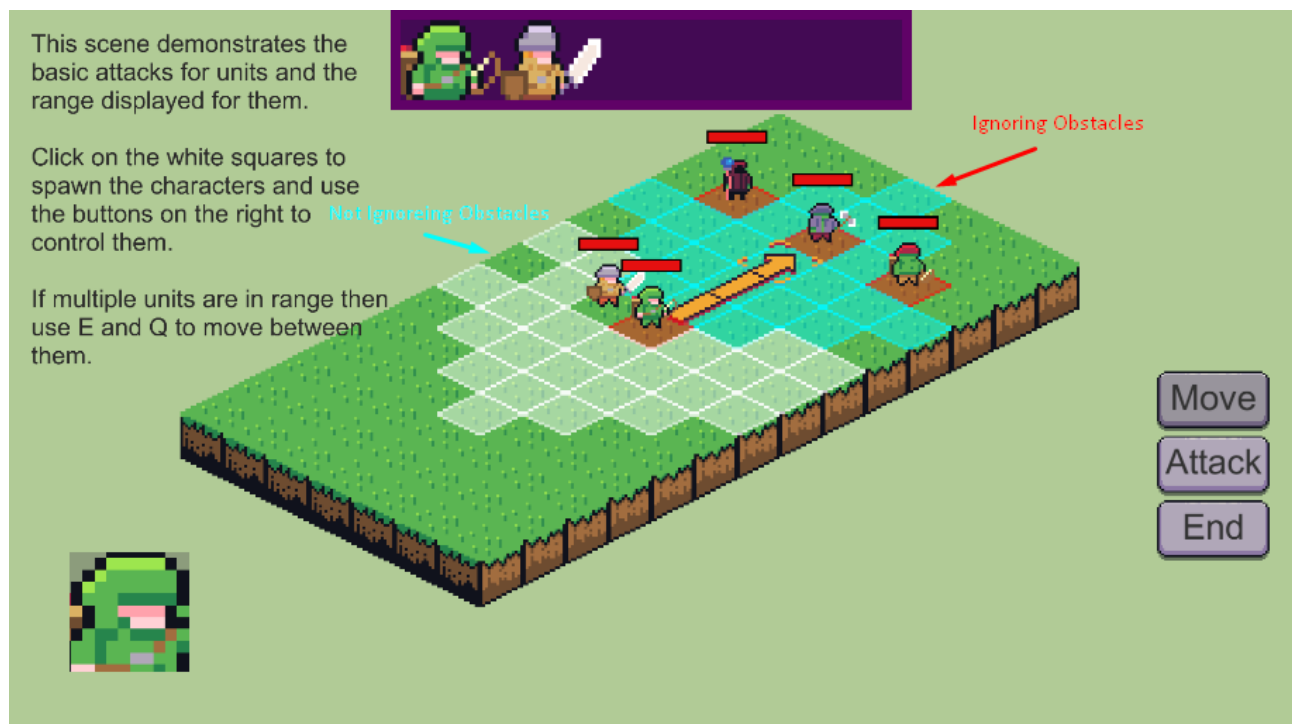 This scene demonstrates the
basic attacks for units and the
range displayed for them.
Click on the white squares to
spawn the characters and use
the buttons on the right to
control them.
If multiple units are in range then
use E and Q to move between
them.
Ignoring Obstacles
Not Ignoreing Obstacles
Move
Attack
End